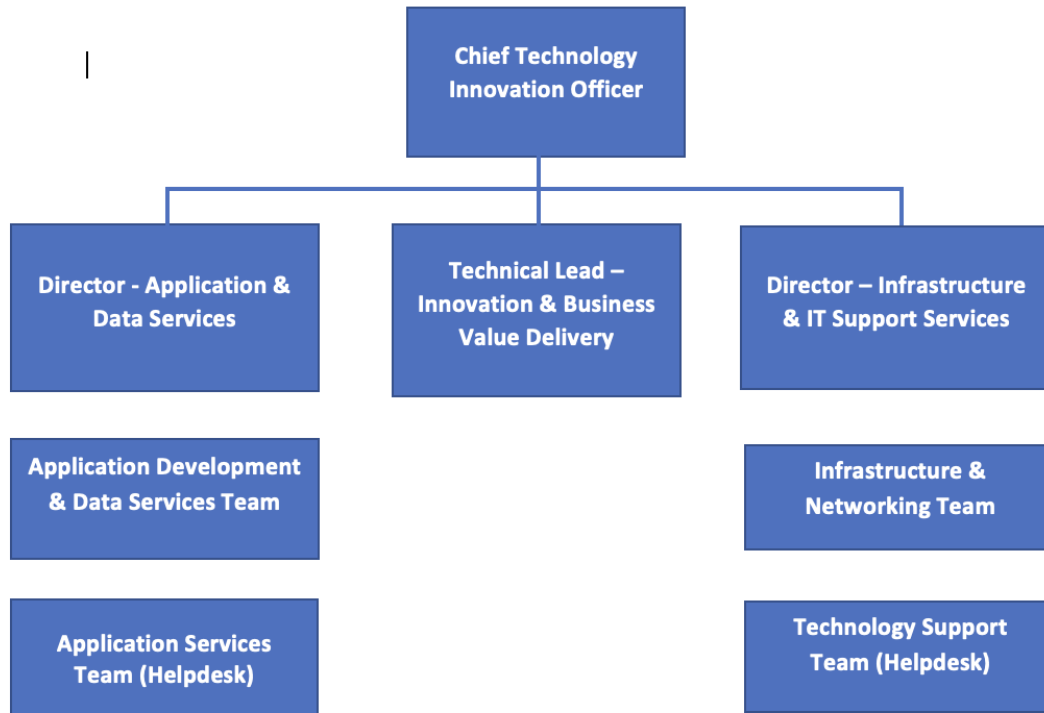 Chief Technology
Innovation Officer
Director - Application &
Data Services
Technical Lead –
Innovation & Business
Value Delivery
Director – Infrastructure
& IT Support Services
Application Development
& Data Services Team
Infrastructure &
Networking Team
Application Services
Team (Helpdesk)
Technology Support
Team (Helpdesk)